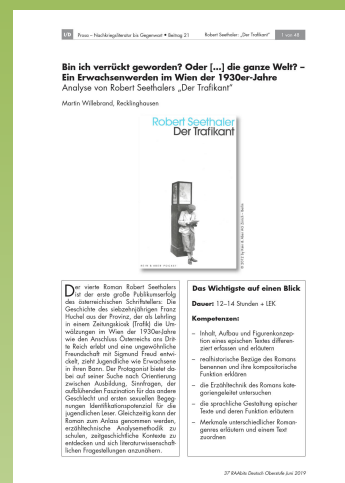 I/D
Prosa – Nachkriegsliteratur bis Gegenwart • Beitrag 31
Robert Seethaler: „Der Trafikant“
1 von 48
Bin ich verrückt geworden? Oder [...] die ganze Welt? –
Ein Erwachsenwerden im Wien der 1930er-Jahre
Analyse von Robert Seethalers „Der Trafikant“
Martin Willebrand, Recklinghausen
Robert Seethaler
Der Trafikant
KEIN & ABER POCKET
Der vierte Roman Robert Seethalers
ist der erste große Publikumserfolg
des österreichischen Schriftstellers: Die
Geschichte des siebzehnjährigen Franz
Huchel aus der Provinz, der als Lehrling
in einem Zeitungskiosk (Trafik) die Um-
wälzungen im Wien der 1930er-Jahre
wie den Anschluss Österreichs ans Drit-
te Reich erlebt und eine ungewöhnliche
Freundschaft mit Sigmund Freud entwi-
ckelt, zieht Jugendliche wie Erwachsene
in ihren Bann. Der Protagonist bietet da-
bei auf seiner Suche nach Orientierung
zwischen Ausbildung, Sinnfragen, der
aufblühenden Faszination für das andere
Geschlecht und ersten sexuellen Begeg-
nungen Identifikationspotenzial für die
jugendlichen Leser. Gleichzeitig kann der
Roman zum Anlass genommen werden,
erzähltechnische Analysemethodik zu
schulen, zeitgeschichtliche Kontexte zu
entdecken und sich literaturwissenschaft-
lichen Fragestellungen anzunähern.
Das Wichtigste auf einen Blick
Dauer: 12–14 Stunden + LEK
Kompetenzen:
– Inhalt, Aufbau und Figurenkonzep-
tion eines epischen Textes differen-
ziert erfassen und erläutern
– realhistorische Bezüge des Romans
benennen und ihre kompositorische
Funktion erklären
– die Erzähltechnik des Romans kate-
goriengeleitet untersuchen
– die sprachliche Gestaltung epischer
Texte und deren Funktion erläutern
– Merkmale unterschiedlicher Roman-
genres erläutern und einem Text
zuordnen
37 RAAbits Deutsch Oberstufe Juni 2019